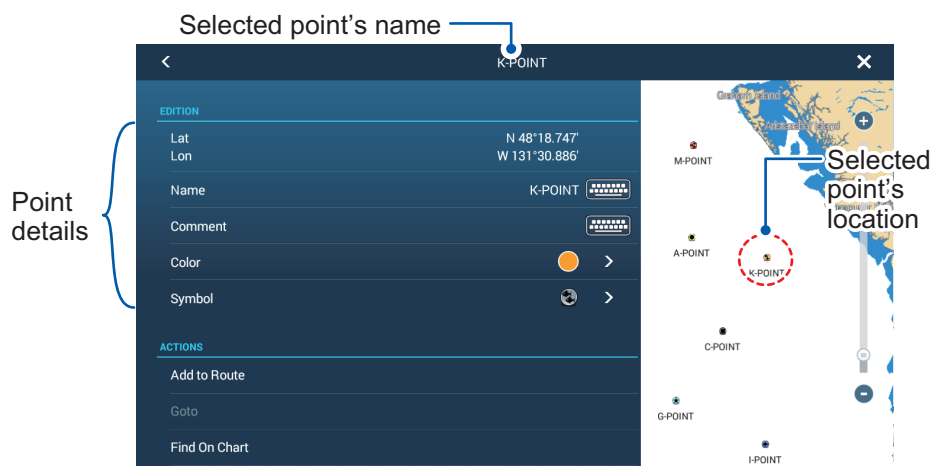 Selected point’s name
K-POINT
EDITION
Lat
N 48°18.747'
Lon
W 131°30.886'
Name
K-POINT
Comment
Color
Symbol
ACTIONS
Add to Route
Goto
Find On Chart
Point
details
Graham Island
Island
M-POINT
Selected
point’s
location
A-POINT
K-POINT
C-POINT
G-POINT
I-POINT